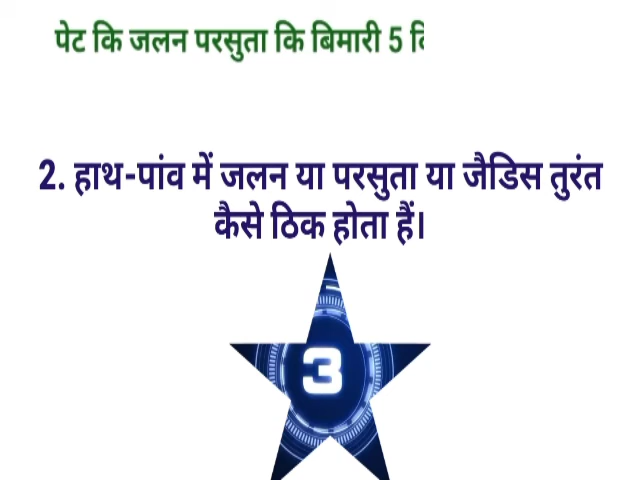 पेट कि जलन परसुता कि बिमारी 5
2. हाथ-पांव में जलन या परसुता या जैडिस तुरंत
कैसे ठिक होता हैं।
3